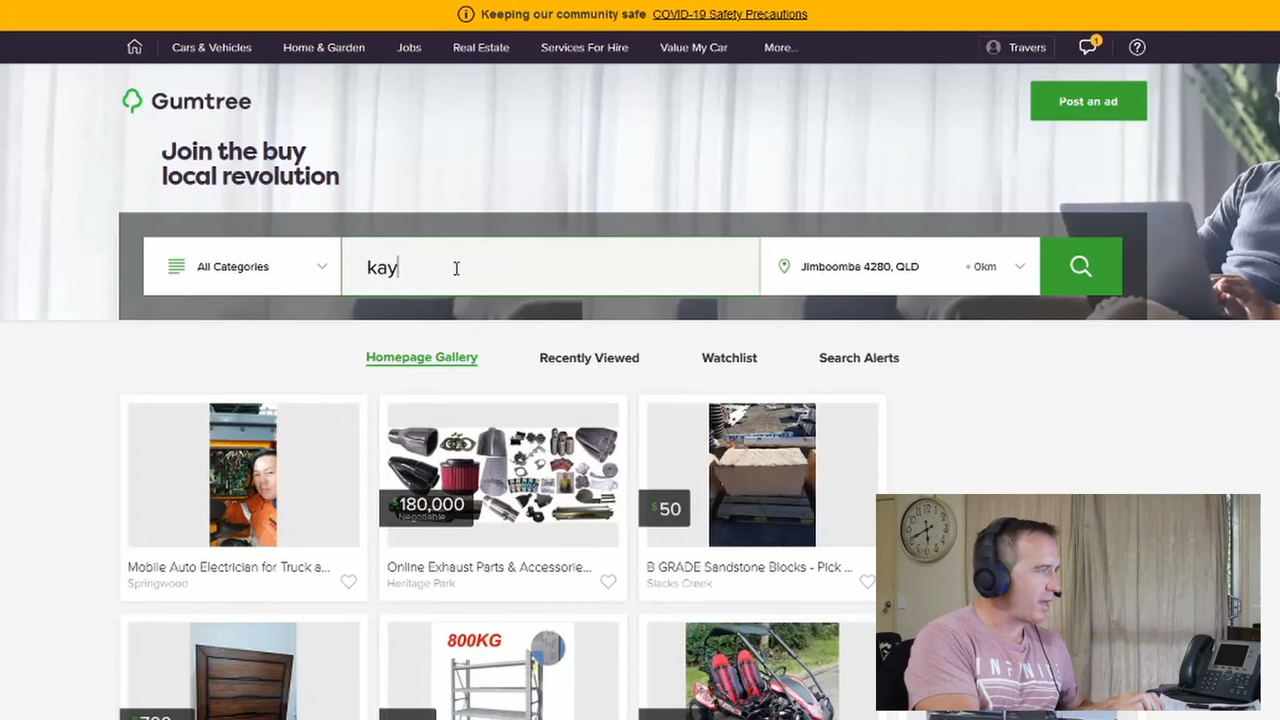 Keeping our community safe COVID-19 Safety Precautions
Cars & Vehicles Home & Garden Jobs Real Estate Services For Hire Value My Car More... Travers 1 ?
Gumtree
Post an ad
Join the buy
local revolution
All Categories kay Jimboomba 4280, QLD + 0km
Homepage Gallery Recently Viewed Watchlist Search Alerts
$180,000
Negotiable
$50
Mobile Auto Electrician for Truck a...
Springwood
Online Exhaust Parts & Accessorie...
Heritage Park
B GRADE Sandstone Blocks - Pick ...
Slacks Creek
800KG
INFINITE